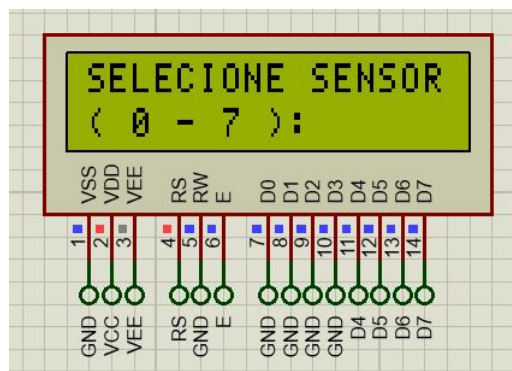 SELECIONE SENSOR
( 0 - 7 ):
VSS VDD VEE RS RW E D0 D1 D2 D3 D4 D5 D6 D7
1 2 3 4 5 6 7 8 9 10 11 12 13 14
GND VCC VEE RS GND E GND GND GND GND D4 D5 D6 D7